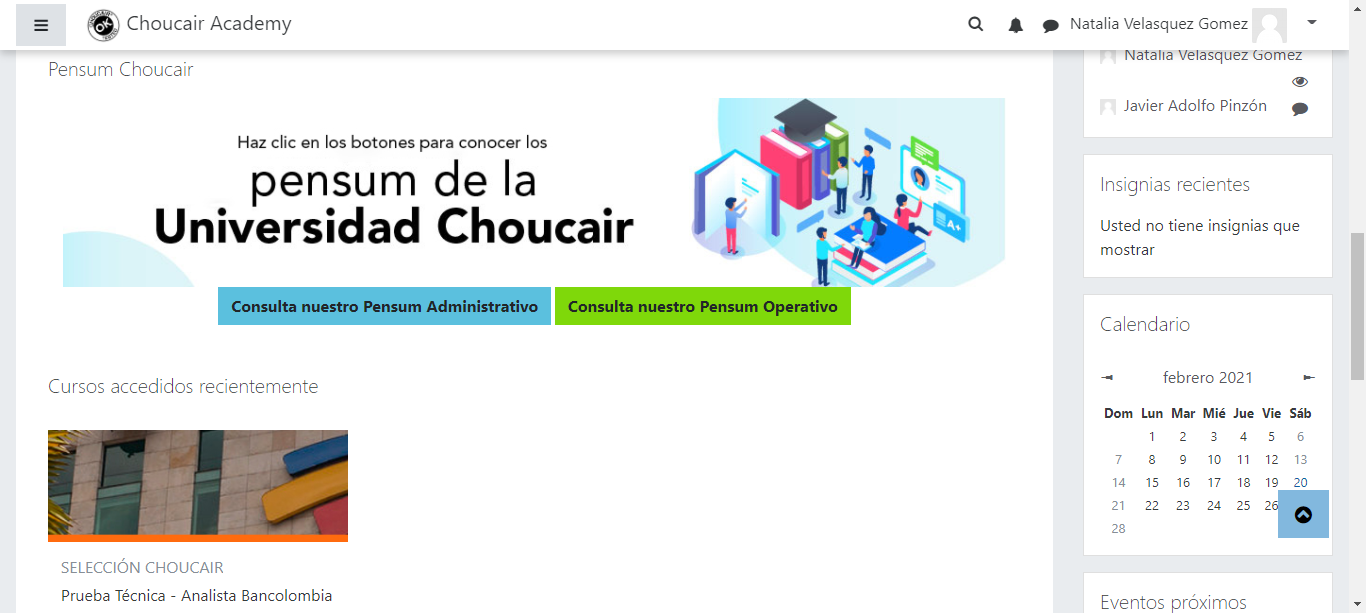 Choucair Academy
Natalia Velasquez Gomez
Pensum Choucair
Haz clic en los botones para conocer los
pensum de la
Universidad Choucair
A+
Consulta nuestro Pensum Administrativo Consulta nuestro Pensum Operativo
Cursos accedidos recientemente
SELECCIÓN CHOUCAIR
Prueba Técnica - Analista Bancolombia
Natalia Velasquez Gomez
Javier Adolfo Pinzón
Insignias recientes
Usted no tiene insignias que
mostrar
Calendario
febrero 2021
Dom Lun Mar Mié Jue Vie Sáb
1 2 3 4 5 6
7 8 9 10 11 12 13
14 15 16 17 18 19 20
21 22 23 24 25 26
28
Eventos próximos